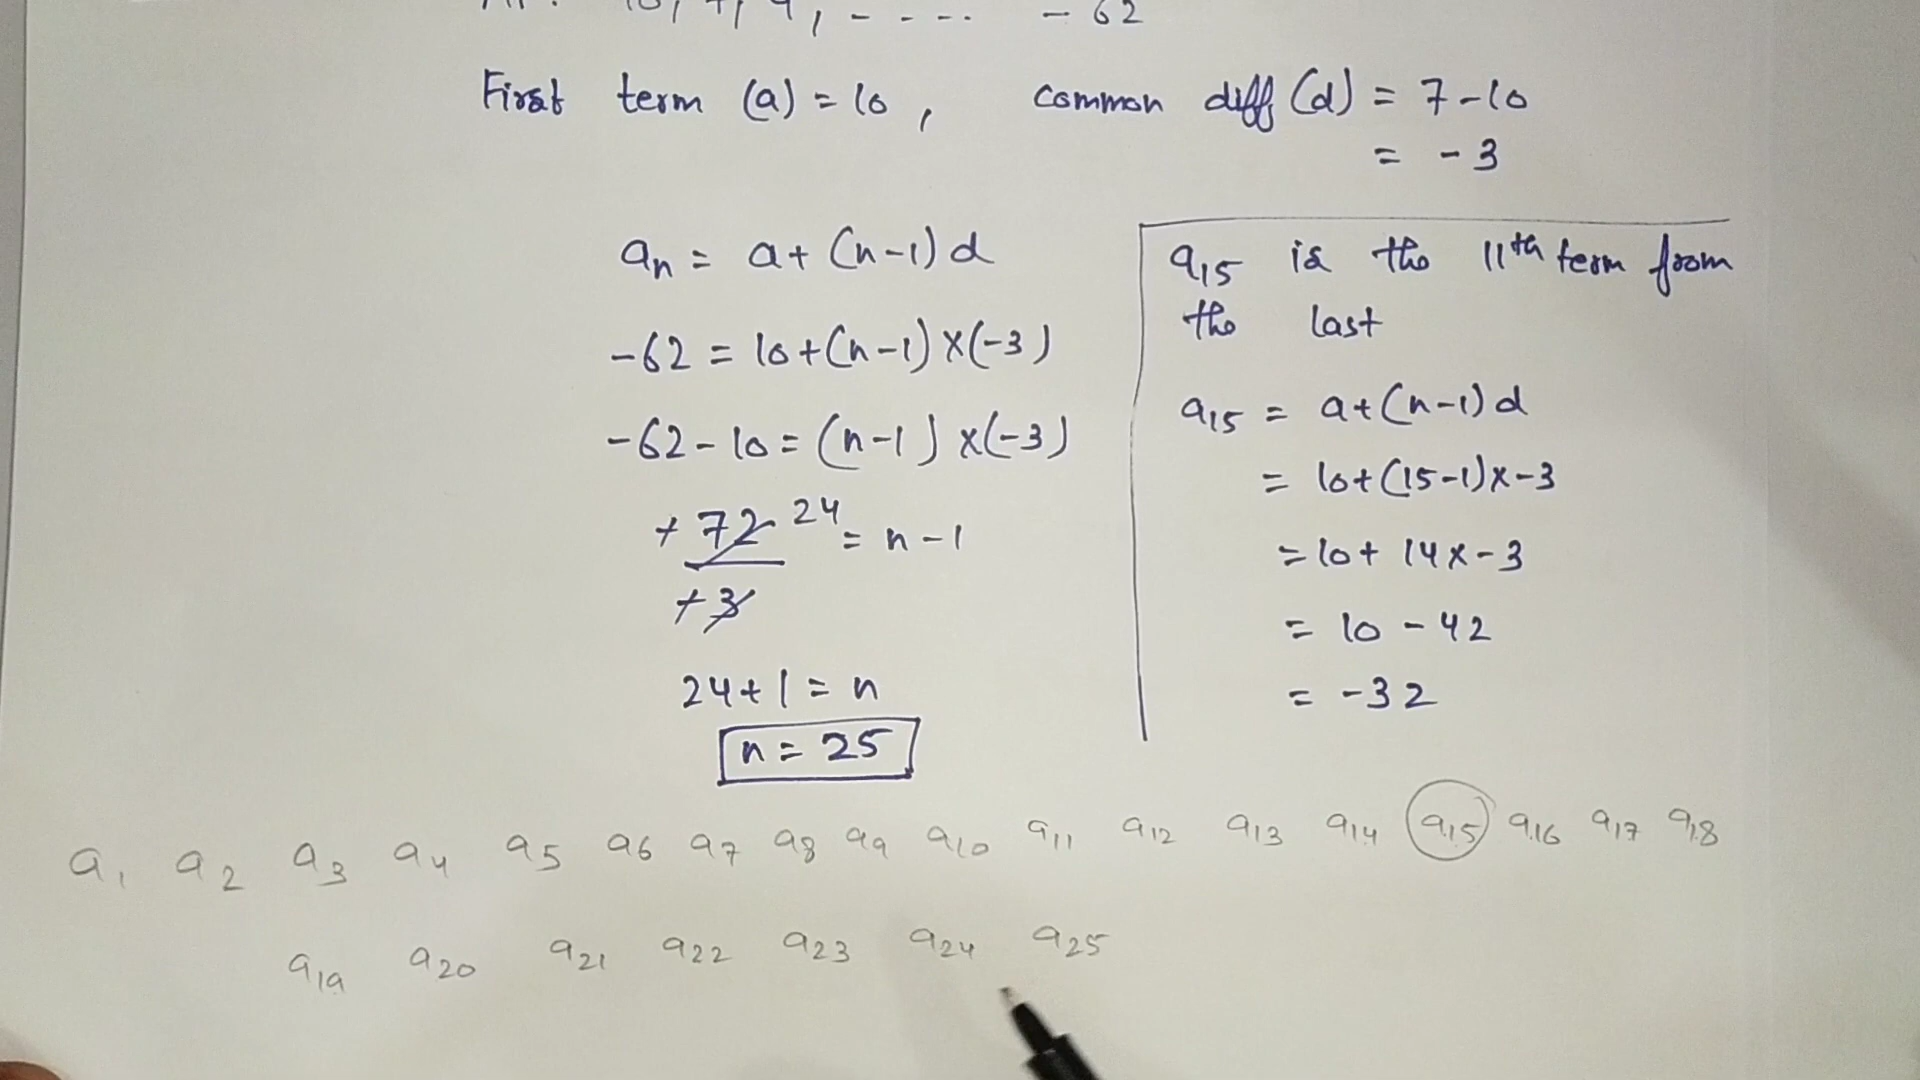 - - - - - 62
First term (a) = 10, common diff (d) = 7-10
= -3
an = a+(n-1)d
-62 = 10+(n-1)×(-3)
-62-10 = (n-1)×(-3)
+72 24 = n-1
+3
24+1 = n
n = 25
a15 is the 11th term from
the last
a15 = a+(n-1)d
= 10+(15-1)×-3
= 10+ 14×-3
= 10 - 42
= -32
a1 a2 a3 a4 a5 a6 a7 a8 a9 a10 a11 a12 a13 a14 a15 a16 a17 a18
a19 a20 a21 a22 a23 a24 a25